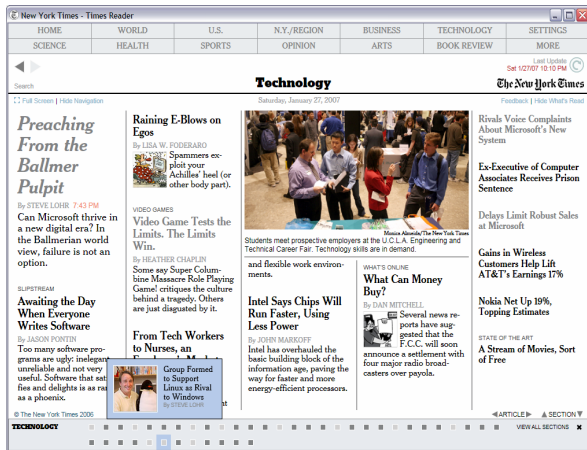 New York Times - Times Reader
HOME WORLD U.S. N.Y./REGION BUSINESS TECHNOLOGY SETTINGS
SCIENCE HEALTH SPORTS OPINION ARTS BOOK REVIEW MORE
Last Update
Sat 1/27/07 10:10 PM
Search
Technology
The New York Times
Full Screen | Hide Navigation
Saturday, January 27, 2007
Feedback | Hide What's Read
Preaching
From the
Ballmer
Pulpit
By STEVE LOHR 7:43 PM
Can Microsoft thrive in
a new digital era? In
the Ballmerian world
view, failure is not an
option.
SLIPSTREAM
Awaiting the Day
When Everyone
Writes Software
By JASON PONTIN
Too many software pro-
grams are ugly: inelegant,
unreliable and not very
useful. Software that sat
fies and delights is as ra
as a phoenix.
© The New York Times 2006
Raining E-Blows on
Egos
By LISA W. FODERARO
Spammers ex-
ploit your
Achilles' heel (or
other body part).
VIDEO GAMES
Video Game Tests the
Limits. The Limits
Win.
By HEATHER CHAPLIN
Some say Super Colum-
bine Massacre Role Playing
Game! critiques the culture
behind a tragedy. Others
are just disgusted by it.
From Tech Workers
to Nurses, an
Group Formed
to Support
Linux as Rival
to Windows
By STEVE LOHR
at
Monica Almeida/The New York Times
Students meet prospective employers at the U.C.L.A. Engineering and
Technical Career Fair. Technology skills are in demand.
and flexible work environ-
ments.
Intel Says Chips Will
Run Faster, Using
Less Power
By JOHN MARKOFF
Intel has overhauled the
basic building block of the
information age, paving the
way for faster and more
energy-efficient processors.
WHAT'S ONLINE
What Can Money
Buy?
By DAN MITCHELL
Several news re-
ports have sug-
gested that the
F.C.C. will soon
announce a settlement with
four major radio broad-
casters over payola.
Rivals Voice Complaints
About Microsoft's New
System
Ex-Executive of Computer
Associates Receives Prison
Sentence
Delays Limit Robust Sales
at Microsoft
Gains in Wireless
Customers Help Lift
AT&T's Earnings 17%
Nokia Net Up 19%,
Topping Estimates
STATE OF THE ART
A Stream of Movies, Sort
of Free
ARTICLE SECTION
TECHNOLOGY
VIEW ALL SECTIONS